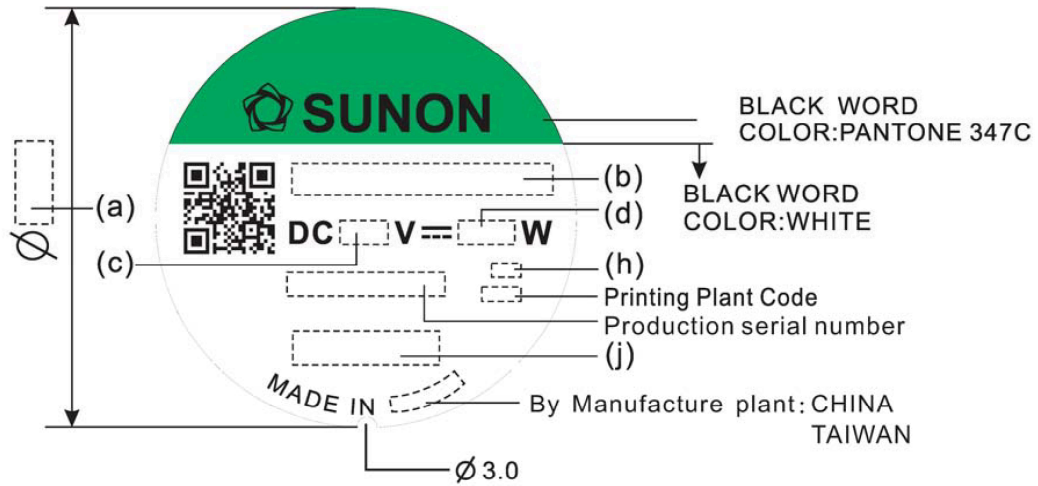 SUNON
BLACK WORD
COLOR:PANTONE 347C
BLACK WORD
COLOR:WHITE
(a)
(b)
(d)
DC V W
(c)
(h)
Printing Plant Code
Production serial number
(j)
MADE IN
By Manufacture plant: CHINA
TAIWAN
Ø
Ø 3.0